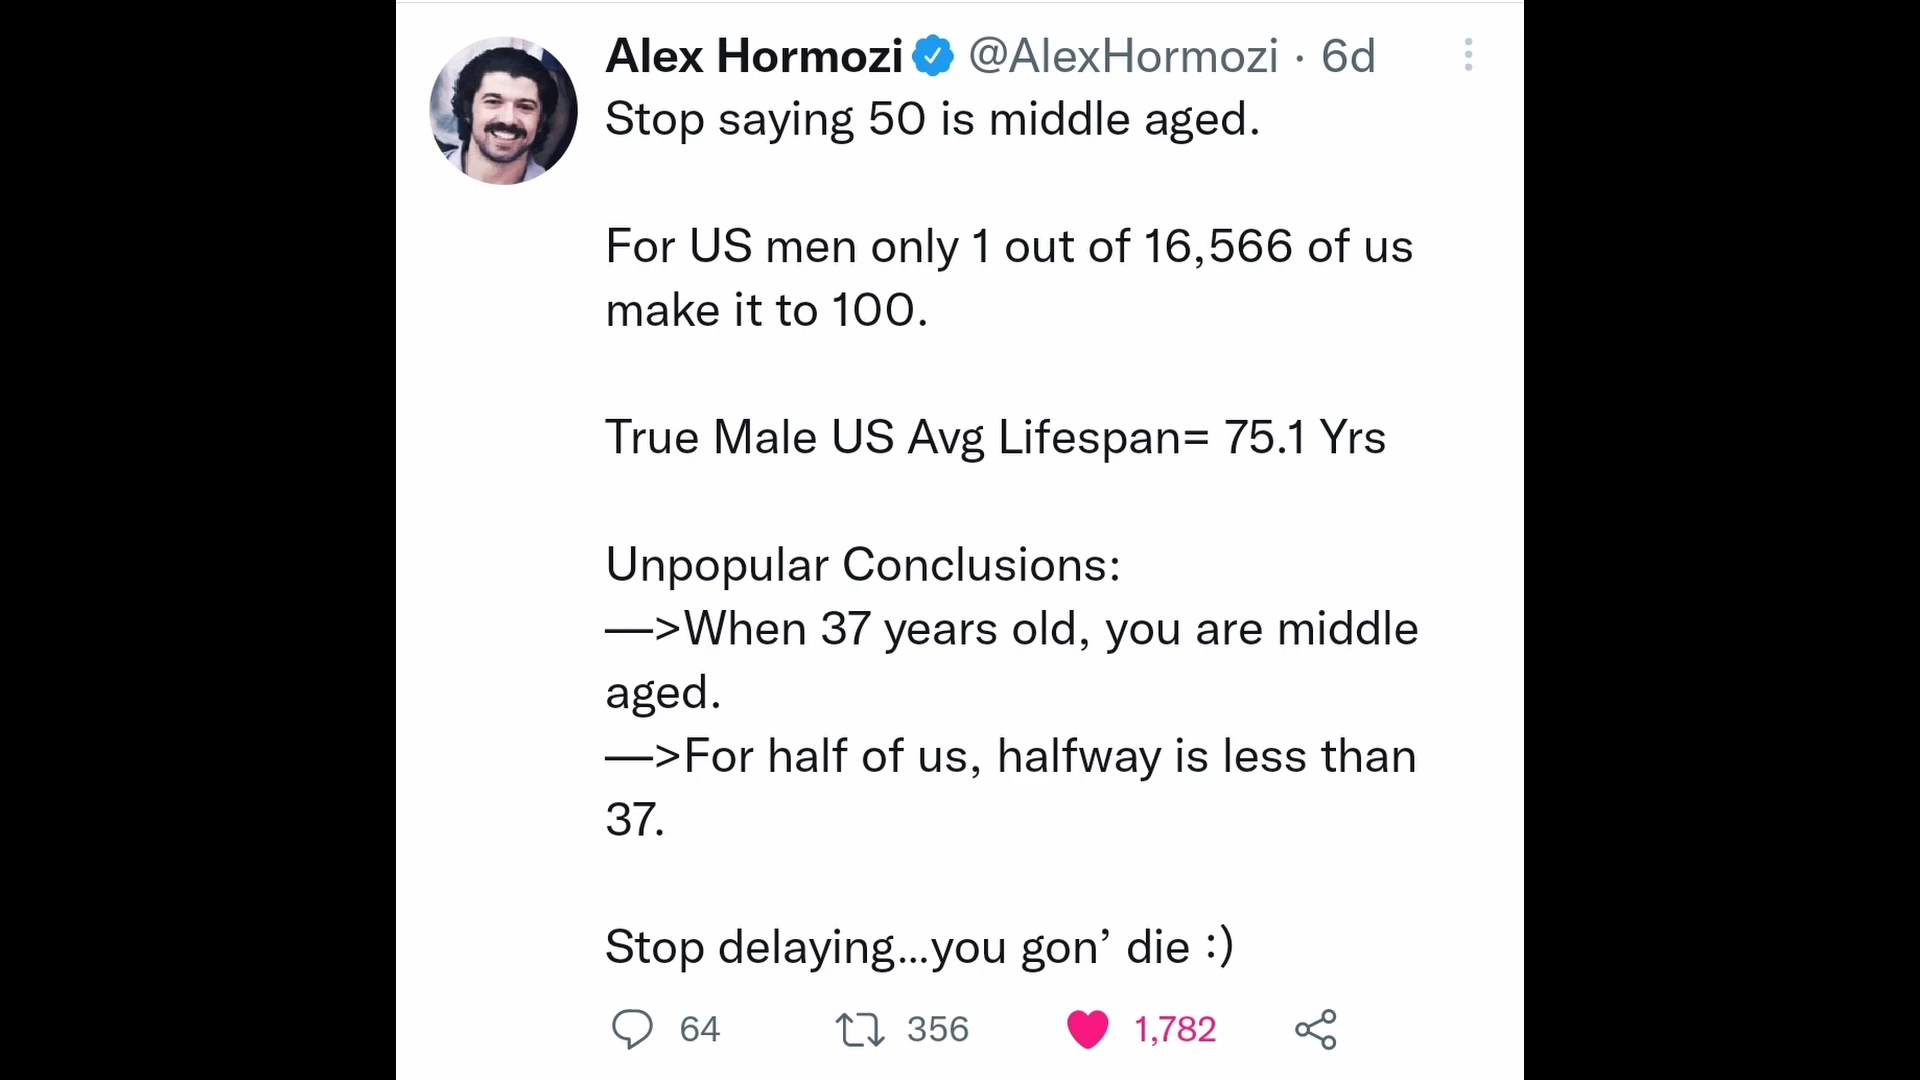 Alex Hormozi @AlexHormozi · 6d
Stop saying 50 is middle aged.
For US men only 1 out of 16,566 of us
make it to 100.
True Male US Avg Lifespan= 75.1 Yrs
Unpopular Conclusions:
—>When 37 years old, you are middle
aged.
—>For half of us, halfway is less than
37.
Stop delaying...you gon’ die :)
64 356 1,782